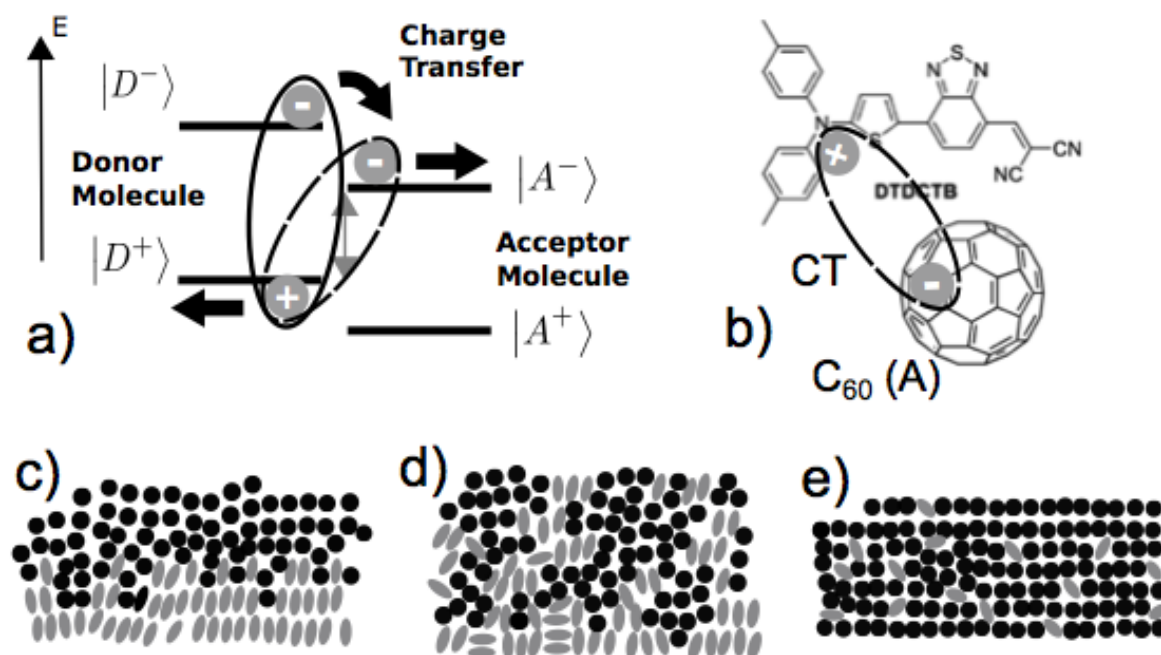 E
Charge
Transfer
|D⁻⟩
-
Donor
Molecule
-
|A⁻⟩
|D⁺⟩
+
Acceptor
Molecule
|A⁺⟩
a)
S
N N
N
S
CN
NC
+
DTDCTB
CT
-
b)
C₆₀ (A)
c)
d)
e)